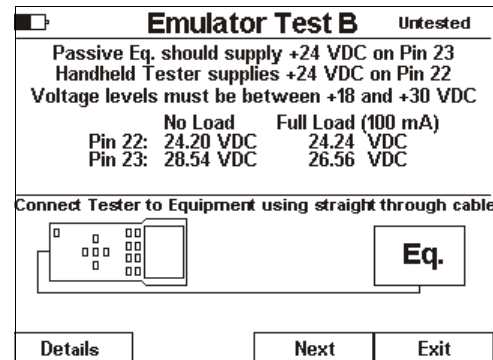 Emulator Test B Untested
Passive Eq. should supply +24 VDC on Pin 23
Handheld Tester supplies +24 VDC on Pin 22
Voltage levels must be between +18 and +30 VDC
No Load Full Load (100 mA)
Pin 22: 24.20 VDC 24.24 VDC
Pin 23: 28.54 VDC 26.56 VDC
Connect Tester to Equipment using straight through cable
Eq.
Details Next Exit